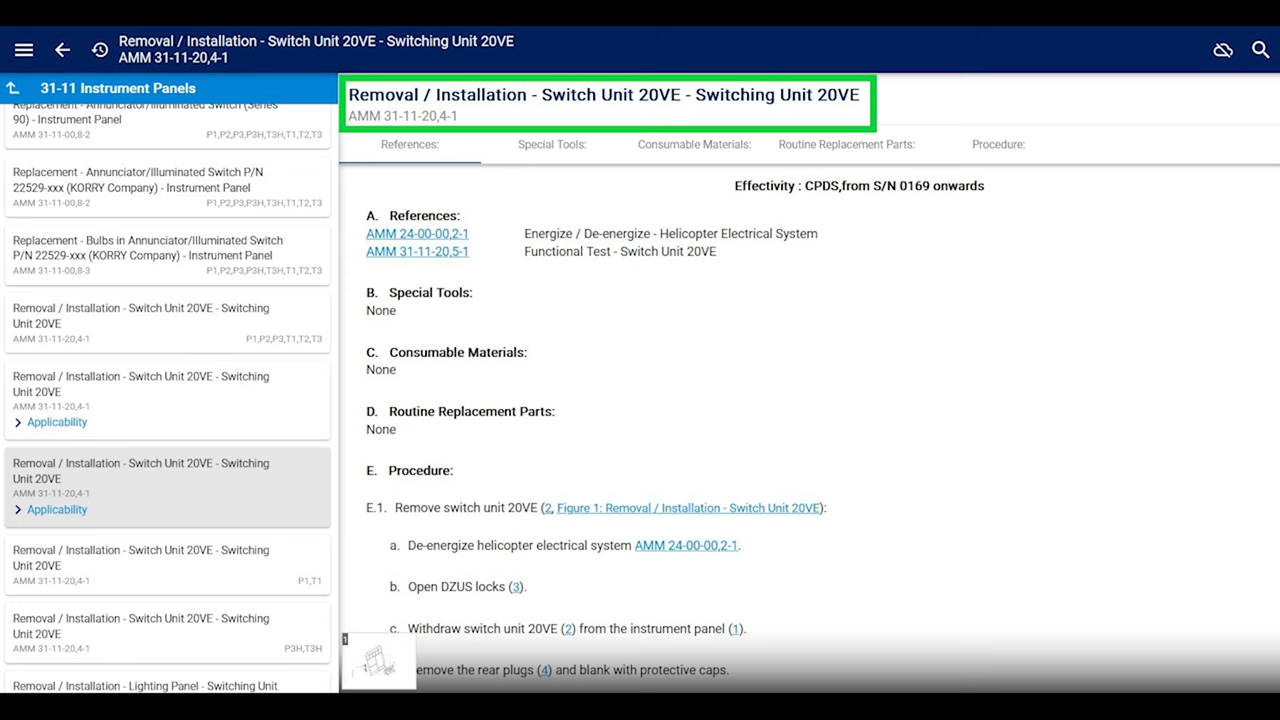 Removal / Installation - Switch Unit 20VE - Switching Unit 20VE
AMM 31-11-20,4-1
31-11 Instrument Panels
Replacement - Annunciator/Illuminated Switch (Series
90) - Instrument Panel
AMM 31-11-00,8-2 P1,P2,P3,P3H,T3H,T1,T2,T3
Replacement - Annunciator/Illuminated Switch P/N
22529-xxx (KORRY Company) - Instrument Panel
AMM 31-11-00,8-2 P1,P2,P3,P3H,T3H,T1,T2,T3
Replacement - Bulbs in Annunciator/Illuminated Switch
P/N 22529-xxx (KORRY Company) - Instrument Panel
AMM 31-11-00,8-3 P1,P2,P3,P3H,T3H,T1,T2,T3
Removal / Installation - Switch Unit 20VE - Switching
Unit 20VE
AMM 31-11-20,4-1 P1,P2,P3,T1,T2,T3
Removal / Installation - Switch Unit 20VE - Switching
Unit 20VE
AMM 31-11-20,4-1
Applicability
Removal / Installation - Switch Unit 20VE - Switching
Unit 20VE
AMM 31-11-20,4-1
Applicability
Removal / Installation - Switch Unit 20VE - Switching
Unit 20VE
AMM 31-11-20,4-1 P1,T1
Removal / Installation - Switch Unit 20VE - Switching
Unit 20VE
AMM 31-11-20,4-1 P3H,T3H
Removal / Installation - Lighting Panel - Switching Unit
Removal / Installation - Switch Unit 20VE - Switching Unit 20VE
AMM 31-11-20,4-1
References: Special Tools: Consumable Materials: Routine Replacement Parts: Procedure:
Effectivity : CPDS,from S/N 0169 onwards
A. References:
AMM 24-00-00,2-1 Energize / De-energize - Helicopter Electrical System
AMM 31-11-20,5-1 Functional Test - Switch Unit 20VE
B. Special Tools:
None
C. Consumable Materials:
None
D. Routine Replacement Parts:
None
E. Procedure:
E.1. Remove switch unit 20VE (2, Figure 1: Removal / Installation - Switch Unit 20VE):
a. De-energize helicopter electrical system AMM 24-00-00,2-1.
b. Open DZUS locks (3).
c. Withdraw switch unit 20VE (2) from the instrument panel (1).
1
emove the rear plugs (4) and blank with protective caps.